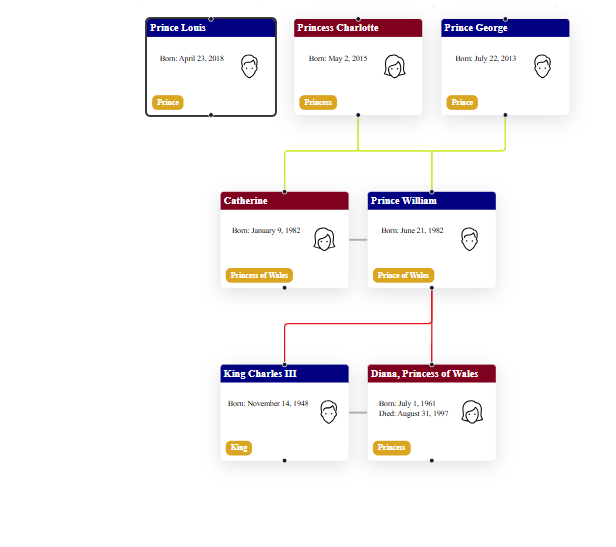 Prince Louis
Born: April 23, 2018
Prince
Princess Charlotte
Born: May 2, 2015
Princess
Prince George
Born: July 22, 2013
Prince
Catherine
Born: January 9, 1982
Princess of Wales
Prince William
Born: June 21, 1982
Prince of Wales
King Charles III
Born: November 14, 1948
King
Diana, Princess of Wales
Born: July 1, 1961
Died: August 31, 1997
Princess